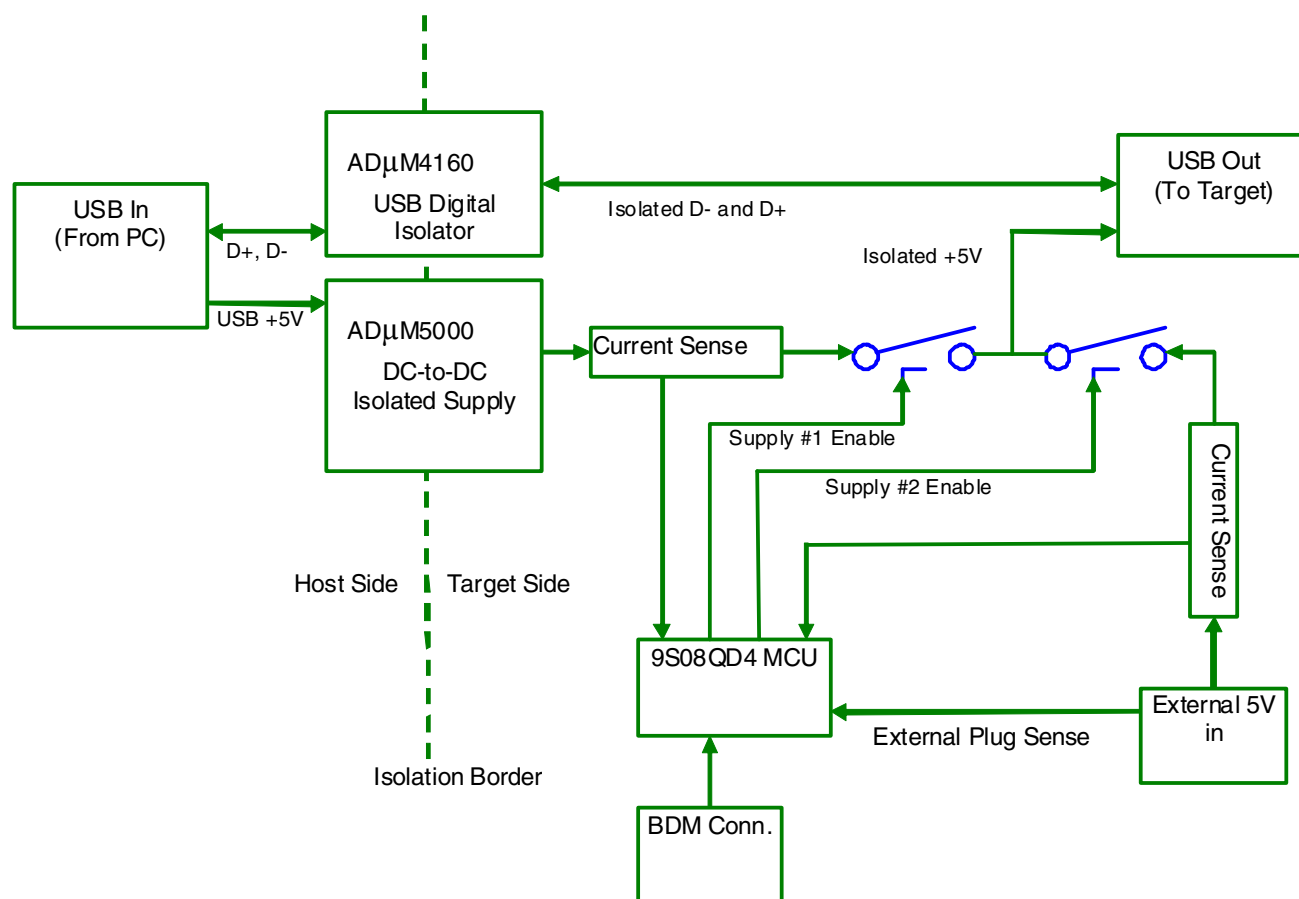 ADµM4160
USB Digital
Isolator
USB In
(From PC)
D+, D-
USB +5V
ADµM5000
DC-to-DC
Isolated Supply
Isolated D- and D+
USB Out
(To Target)
Isolated +5V
Current Sense
Supply #1 Enable
Supply #2 Enable
Current Sense
Host Side
Target Side
9S08QD4 MCU
External Plug Sense
External 5V
in
Isolation Border
BDM Conn.